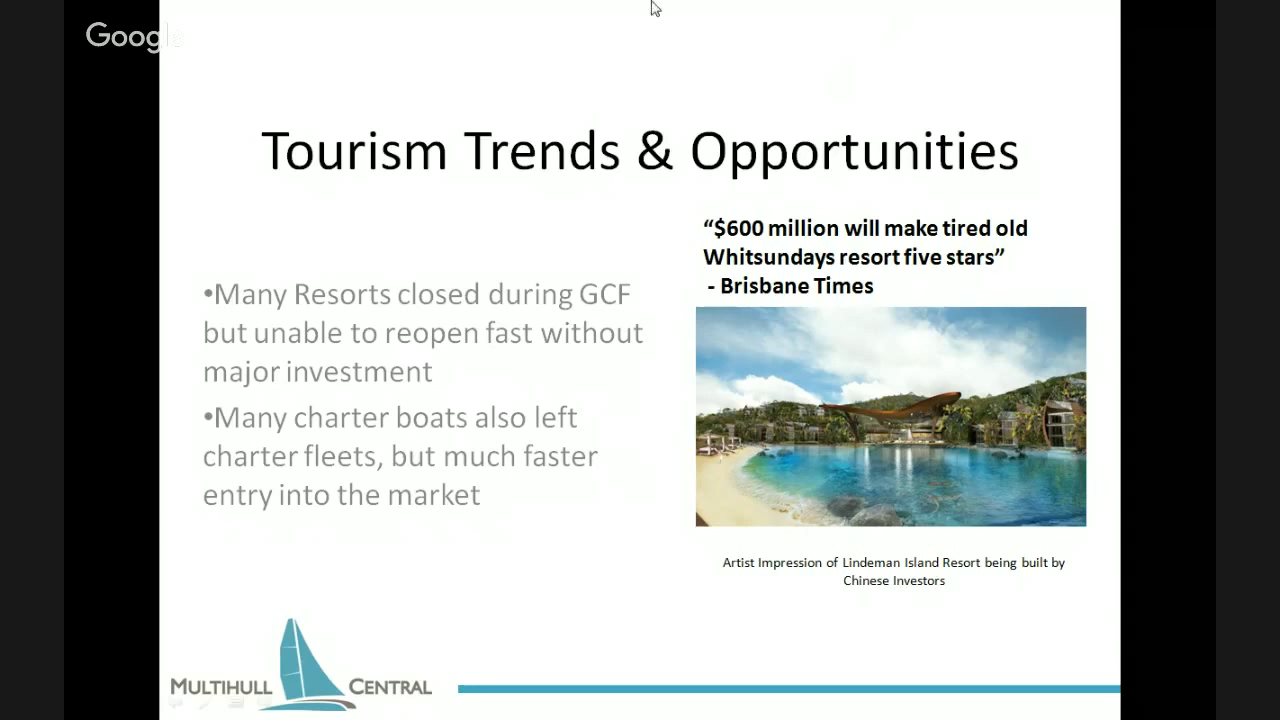 Google
Tourism Trends & Opportunities
“$600 million will make tired old
Whitsundays resort five stars”
- Brisbane Times
•Many Resorts closed during GCF
but unable to reopen fast without
major investment
•Many charter boats also left
charter fleets, but much faster
entry into the market
Artist Impression of Lindeman Island Resort being built by
Chinese Investors
MULTIHULL CENTRAL